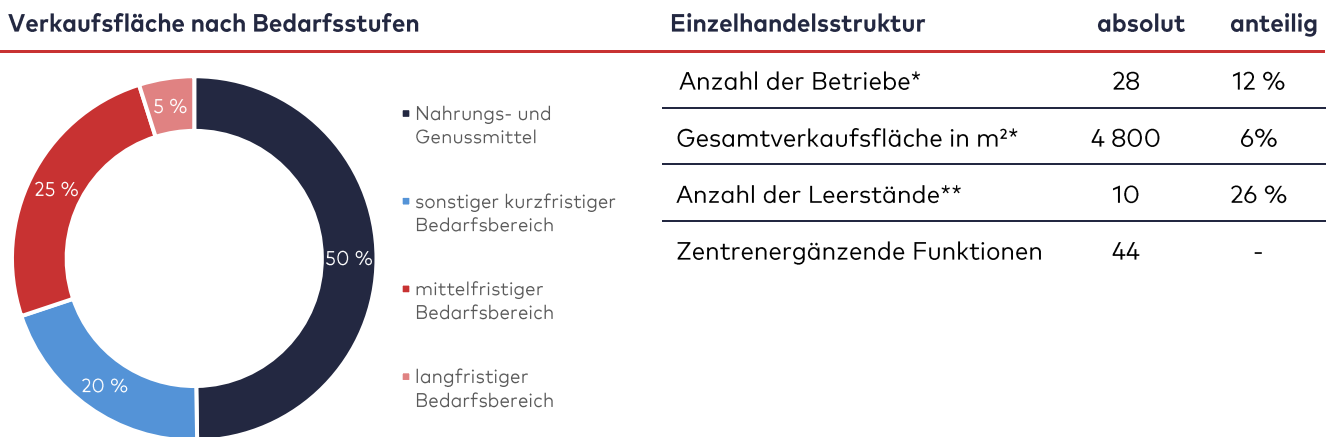 Verkaufsfläche nach Bedarfsstufen
5 %
25 %
50 %
20 %
Nahrungs- und
Genussmittel
sonstiger kurzfristiger
Bedarfsbereich
mittelfristiger
Bedarfsbereich
langfristiger
Bedarfsbereich
Einzelhandelsstruktur absolut anteilig
Anzahl der Betriebe* 28 12 %
Gesamtverkaufsfläche in m²* 4 800 6%
Anzahl der Leerstände** 10 26 %
Zentrenergänzende Funktionen 44 -